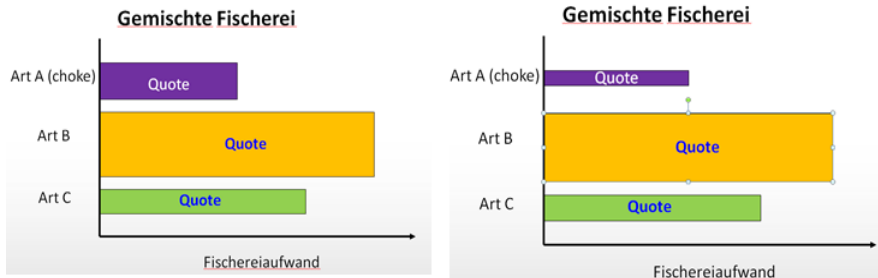 Gemischte Fischerei
Art A (choke)
Quote
Art B
Quote
Art C
Quote
Fischereiaufwand
Gemischte Fischerei
Art A (choke)
Quote
Art B
Quote
Art C
Quote
Fischereiaufwand